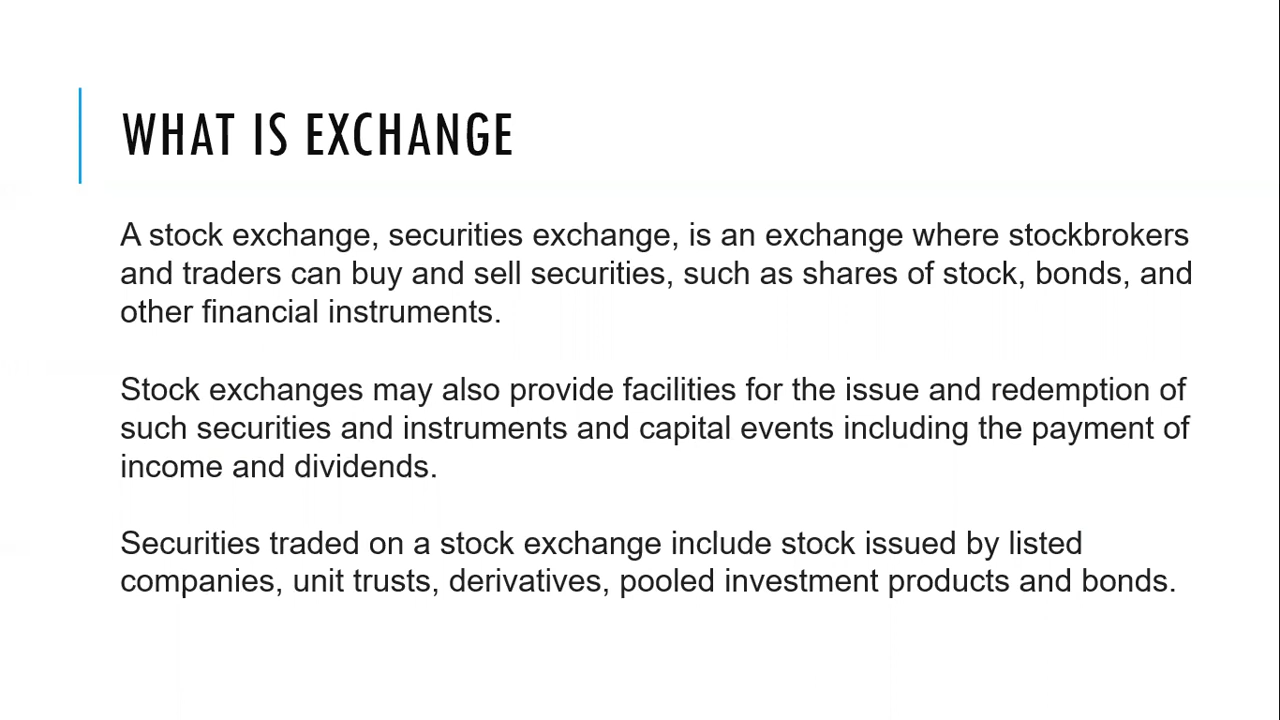 WHAT IS EXCHANGE
A stock exchange, securities exchange, is an exchange where stockbrokers
and traders can buy and sell securities, such as shares of stock, bonds, and
other financial instruments.
Stock exchanges may also provide facilities for the issue and redemption of
such securities and instruments and capital events including the payment of
income and dividends.
Securities traded on a stock exchange include stock issued by listed
companies, unit trusts, derivatives, pooled investment products and bonds.